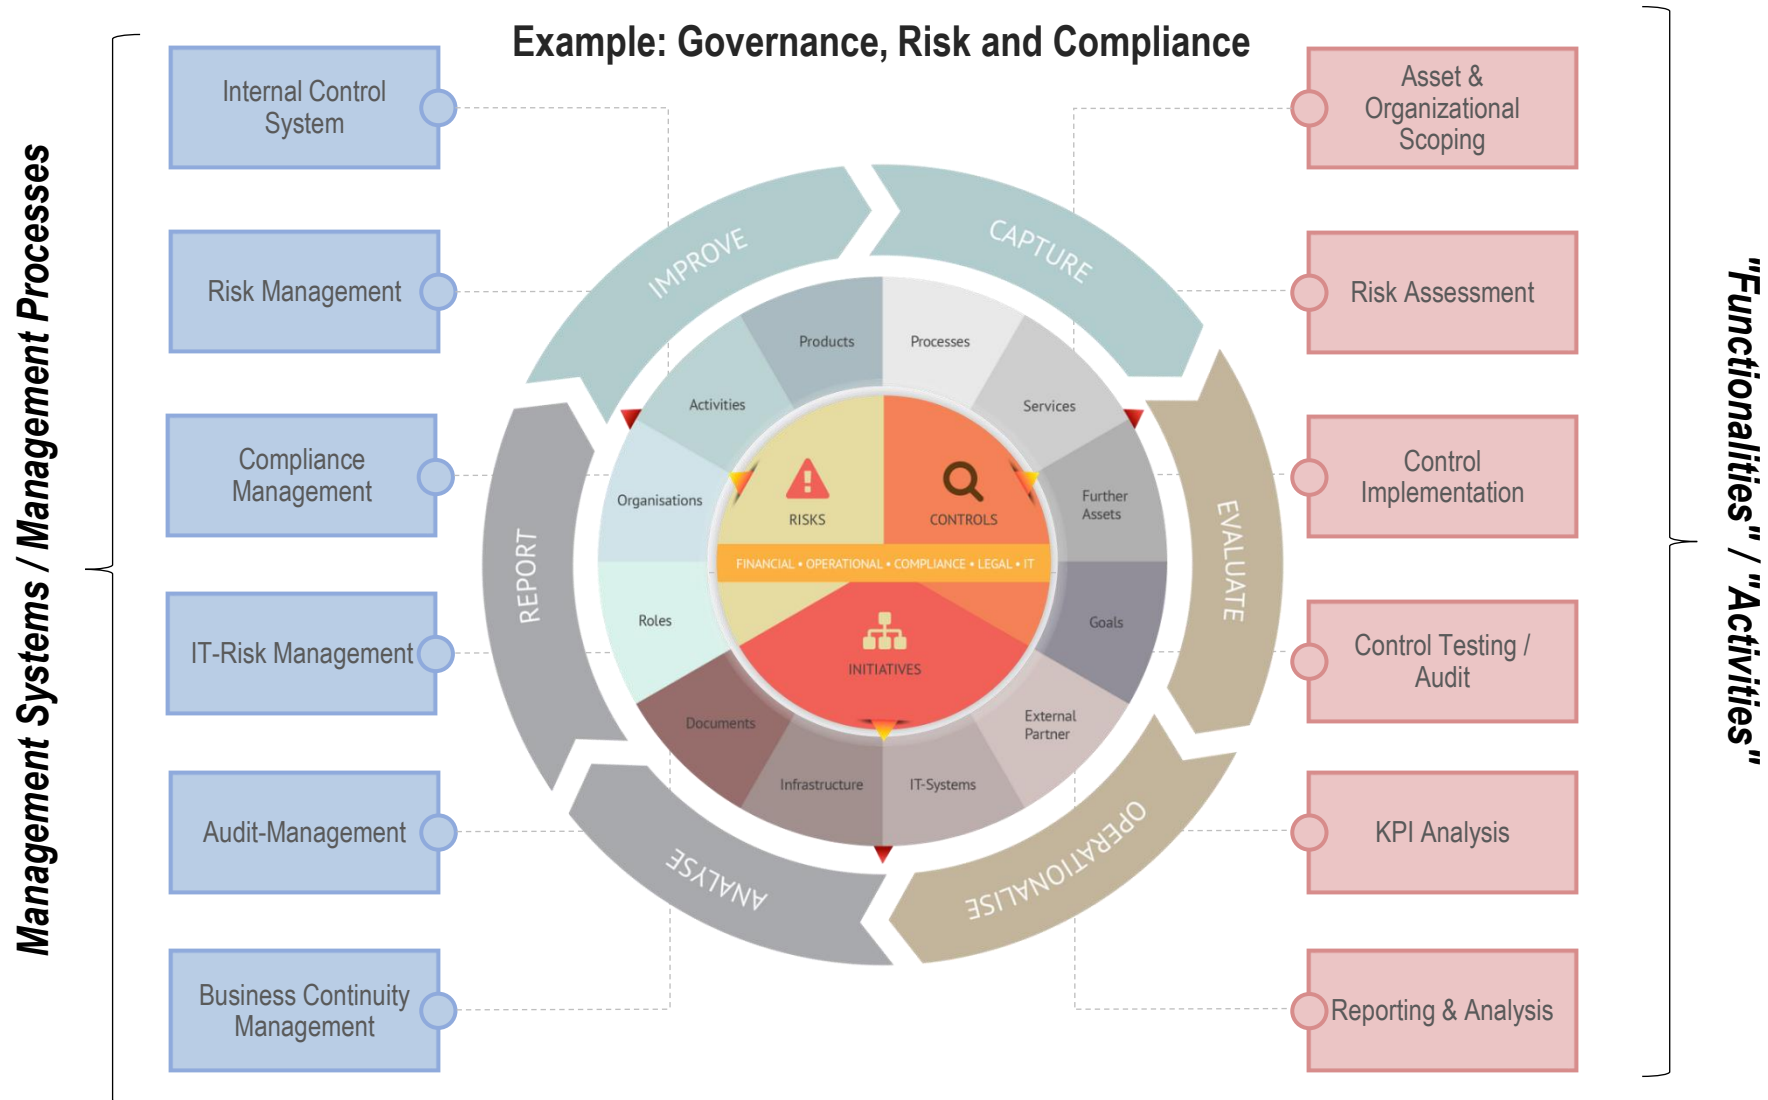 Example: Governance, Risk and Compliance
Management Systems / Management Processes
Internal Control
System
Risk Management
Compliance
Management
IT-Risk Management
Audit-Management
Business Continuity
Management
IMPROVE
CAPTURE
EVALUATE
OPERATIONALISE
ANALYSE
REPORT
Products
Processes
Activities
Services
Organisations
Further
Assets
Roles
Goals
Documents
External
Partner
Infrastructure
IT-Systems
RISKS
CONTROLS
FINANCIAL • OPERATIONAL • COMPLIANCE • LEGAL • IT
INITIATIVES
Asset &
Organizational
Scoping
Risk Assessment
Control
Implementation
Control Testing /
Audit
KPI Analysis
Reporting & Analysis
"Functionalities" / "Activities"